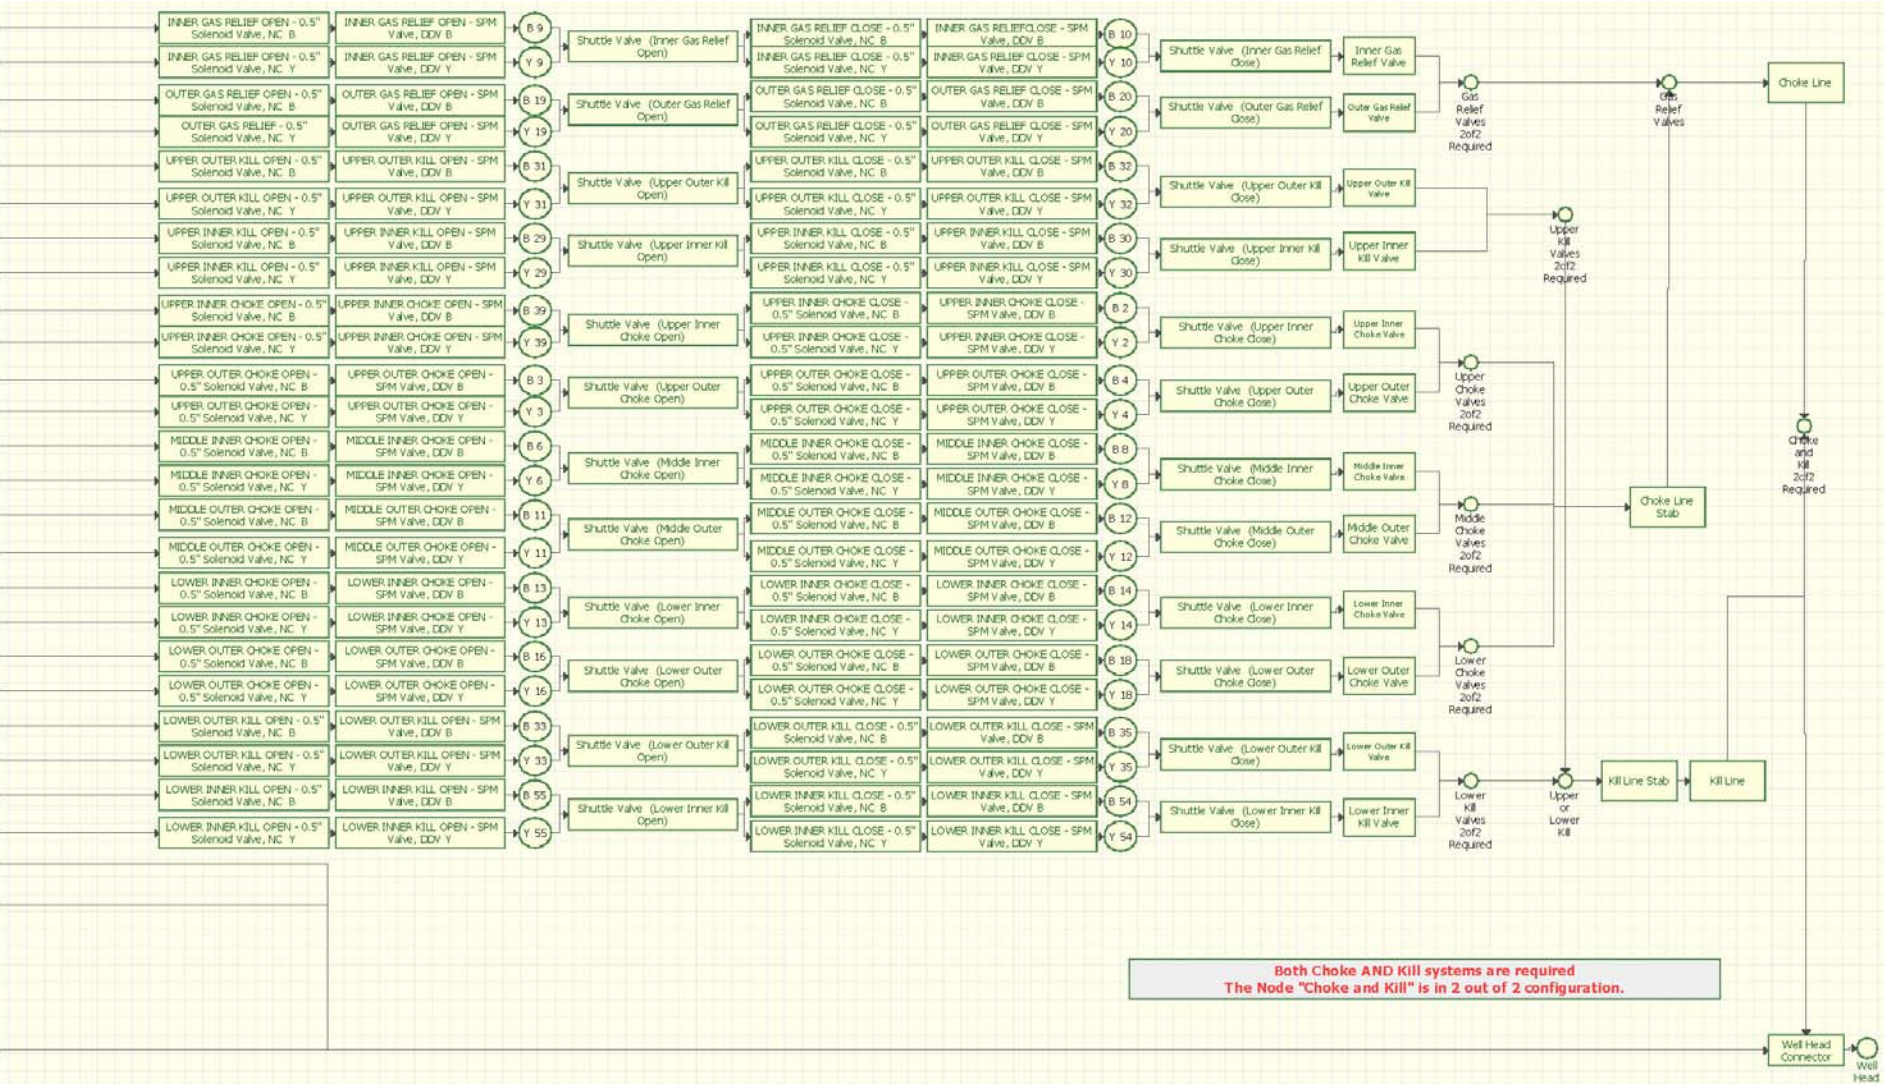 INNER GAS RELIEF OPEN - 0.5"
Solenoid Valve, NC B
INNER GAS RELIEF OPEN - SPM
Valve, DDV B
B 9
INNER GAS RELIEF OPEN - 0.5"
Solenoid Valve, NC Y
INNER GAS RELIEF OPEN - SPM
Valve, DDV Y
Y 9
Shuttle Valve (Inner Gas Relief
Open)
INNER GAS RELIEF CLOSE - 0.5"
Solenoid Valve, NC B
INNER GAS RELIEFCLOSE - SPM
Valve, DDV B
B 10
INNER GAS RELIEF CLOSE - 0.5"
Solenoid Valve, NC Y
INNER GAS RELIEF CLOSE - SPM
Valve, DDV Y
Y 10
Shuttle Valve (Inner Gas Relief
Close)
Inner Gas
Relief Valve
OUTER GAS RELIEF OPEN - 0.5"
Solenoid Valve, NC B
OUTER GAS RELIEF OPEN - SPM
Valve, DDV B
B 19
OUTER GAS RELIEF - 0.5"
Solenoid Valve, NC Y
OUTER GAS RELIEF OPEN - SPM
Valve, DDV Y
Y 19
Shuttle Valve (Outer Gas Relief
Open)
OUTER GAS RELIEF CLOSE - 0.5"
Solenoid Valve, NC B
OUTER GAS RELIEF CLOSE - SPM
Valve, DDV B
B 20
OUTER GAS RELIEF CLOSE - 0.5"
Solenoid Valve, NC Y
OUTER GAS RELIEF CLOSE - SPM
Valve, DDV Y
Y 20
Shuttle Valve (Outer Gas Relief
Close)
Outer Gas Relief
Valve
Gas
Relief
Valves
2of2
Required
Gas
Relief
Valves
Choke Line
UPPER OUTER KILL OPEN - 0.5"
Solenoid Valve, NC B
UPPER OUTER KILL OPEN - SPM
Valve, DDV B
B 31
UPPER OUTER KILL OPEN - 0.5"
Solenoid Valve, NC Y
UPPER OUTER KILL OPEN - SPM
Valve, DDV Y
Y 31
Shuttle Valve (Upper Outer Kill
Open)
UPPER OUTER KILL CLOSE - 0.5"
Solenoid Valve, NC B
UPPER OUTER KILL CLOSE - SPM
Valve, DDV B
B 32
UPPER OUTER KILL CLOSE - 0.5"
Solenoid Valve, NC Y
UPPER OUTER KILL CLOSE - SPM
Valve, DDV Y
Y 32
Shuttle Valve (Upper Outer Kill
Close)
Upper Outer Kill
Valve
UPPER INNER KILL OPEN - 0.5"
Solenoid Valve, NC B
UPPER INNER KILL OPEN - SPM
Valve, DDV B
B 29
UPPER INNER KILL OPEN - 0.5"
Solenoid Valve, NC Y
UPPER INNER KILL OPEN - SPM
Valve, DDV Y
Y 29
Shuttle Valve (Upper Inner Kill
Open)
UPPER INNER KILL CLOSE - 0.5"
Solenoid Valve, NC B
UPPER INNER KILL CLOSE - SPM
Valve, DDV B
B 30
UPPER INNER KILL CLOSE - 0.5"
Solenoid Valve, NC Y
UPPER INNER KILL CLOSE - SPM
Valve, DDV Y
Y 30
Shuttle Valve (Upper Inner Kill
Close)
Upper Inner
Kill Valve
Upper
Kill
Valves
2of2
Required
UPPER INNER CHOKE OPEN - 0.5"
Solenoid Valve, NC B
UPPER INNER CHOKE OPEN - SPM
Valve, DDV B
B 39
UPPER INNER CHOKE OPEN - 0.5"
Solenoid Valve, NC Y
UPPER INNER CHOKE OPEN - SPM
Valve, DDV Y
Y 39
Shuttle Valve (Upper Inner
Choke Open)
UPPER INNER CHOKE CLOSE -
0.5" Solenoid Valve, NC B
UPPER INNER CHOKE CLOSE -
SPM Valve, DDV B
B 2
UPPER INNER CHOKE CLOSE -
0.5" Solenoid Valve, NC Y
UPPER INNER CHOKE CLOSE -
SPM Valve, DDV Y
Y 2
Shuttle Valve (Upper Inner
Choke Close)
Upper Inner
Choke Valve
UPPER OUTER CHOKE OPEN -
0.5" Solenoid Valve, NC B
UPPER OUTER CHOKE OPEN -
SPM Valve, DDV B
B 3
UPPER OUTER CHOKE OPEN -
0.5" Solenoid Valve, NC Y
UPPER OUTER CHOKE OPEN -
SPM Valve, DDV Y
Y 3
Shuttle Valve (Upper Outer
Choke Open)
UPPER OUTER CHOKE CLOSE -
0.5" Solenoid Valve, NC B
UPPER OUTER CHOKE CLOSE -
SPM Valve, DDV B
B 4
UPPER OUTER CHOKE CLOSE -
0.5" Solenoid Valve, NC Y
UPPER OUTER CHOKE CLOSE -
SPM Valve, DDV Y
Y 4
Shuttle Valve (Upper Outer
Choke Close)
Upper Outer
Choke Valve
Upper
Choke
Valves
2of2
Required
MIDDLE INNER CHOKE OPEN -
0.5" Solenoid Valve, NC B
MIDDLE INNER CHOKE OPEN -
SPM Valve, DDV B
B 6
MIDDLE INNER CHOKE OPEN -
0.5" Solenoid Valve, NC Y
MIDDLE INNER CHOKE OPEN -
SPM Valve, DDV Y
Y 6
Shuttle Valve (Middle Inner
Choke Open)
MIDDLE INNER CHOKE CLOSE -
0.5" Solenoid Valve, NC B
MIDDLE INNER CHOKE CLOSE -
SPM Valve, DDV B
B 8
MIDDLE INNER CHOKE CLOSE -
0.5" Solenoid Valve, NC Y
MIDDLE INNER CHOKE CLOSE -
SPM Valve, DDV Y
Y 8
Shuttle Valve (Middle Inner
Choke Close)
Middle Inner
Choke Valve
MIDDLE OUTER CHOKE OPEN -
0.5" Solenoid Valve, NC B
MIDDLE OUTER CHOKE OPEN -
SPM Valve, DDV B
B 11
MIDDLE OUTER CHOKE OPEN -
0.5" Solenoid Valve, NC Y
MIDDLE OUTER CHOKE OPEN -
SPM Valve, DDV Y
Y 11
Shuttle Valve (Middle Outer
Choke Open)
MIDDLE OUTER CHOKE CLOSE -
0.5" Solenoid Valve, NC B
MIDDLE OUTER CHOKE CLOSE -
SPM Valve, DDV B
B 12
MIDDLE OUTER CHOKE CLOSE -
0.5" Solenoid Valve, NC Y
MIDDLE OUTER CHOKE CLOSE -
SPM Valve, DDV Y
Y 12
Shuttle Valve (Middle Outer
Choke Close)
Middle Outer
Choke Valve
Middle
Choke
Valves
2of2
Required
Choke Line
Stab
Choke
and
Kill
2of2
Required
LOWER INNER CHOKE OPEN -
0.5" Solenoid Valve, NC B
LOWER INNER CHOKE OPEN -
SPM Valve, DDV B
B 13
LOWER INNER CHOKE OPEN -
0.5" Solenoid Valve, NC Y
LOWER INNER CHOKE OPEN -
SPM Valve, DDV Y
Y 13
Shuttle Valve (Lower Inner
Choke Open)
LOWER INNER CHOKE CLOSE -
0.5" Solenoid Valve, NC B
LOWER INNER CHOKE CLOSE -
SPM Valve, DDV B
B 14
LOWER INNER CHOKE CLOSE -
0.5" Solenoid Valve, NC Y
LOWER INNER CHOKE CLOSE -
SPM Valve, DDV Y
Y 14
Shuttle Valve (Lower Inner
Choke Close)
Lower Inner
Choke Valve
LOWER OUTER CHOKE OPEN -
0.5" Solenoid Valve, NC B
LOWER OUTER CHOKE OPEN -
SPM Valve, DDV B
B 16
LOWER OUTER CHOKE OPEN -
0.5" Solenoid Valve, NC Y
LOWER OUTER CHOKE OPEN -
SPM Valve, DDV Y
Y 16
Shuttle Valve (Lower Outer
Choke Open)
LOWER OUTER CHOKE CLOSE -
0.5" Solenoid Valve, NC B
LOWER OUTER CHOKE CLOSE -
SPM Valve, DDV B
B 18
LOWER OUTER CHOKE CLOSE -
0.5" Solenoid Valve, NC Y
LOWER OUTER CHOKE CLOSE -
SPM Valve, DDV Y
Y 18
Shuttle Valve (Lower Outer
Choke Close)
Lower Outer
Choke Valve
Lower
Choke
Valves
2of2
Required
LOWER OUTER KILL OPEN - 0.5"
Solenoid Valve, NC B
LOWER OUTER KILL OPEN - SPM
Valve, DDV B
B 33
LOWER OUTER KILL OPEN - 0.5"
Solenoid Valve, NC Y
LOWER OUTER KILL OPEN - SPM
Valve, DDV Y
Y 33
Shuttle Valve (Lower Outer Kill
Open)
LOWER OUTER KILL CLOSE - 0.5"
Solenoid Valve, NC B
LOWER OUTER KILL CLOSE - SPM
Valve, DDV B
B 35
LOWER OUTER KILL CLOSE - 0.5"
Solenoid Valve, NC Y
LOWER OUTER KILL CLOSE - SPM
Valve, DDV Y
Y 35
Shuttle Valve (Lower Outer Kill
Close)
Lower Outer Kill
Valve
LOWER INNER KILL OPEN - 0.5"
Solenoid Valve, NC B
LOWER INNER KILL OPEN - SPM
Valve, DDV B
B 55
LOWER INNER KILL OPEN - 0.5"
Solenoid Valve, NC Y
LOWER INNER KILL OPEN - SPM
Valve, DDV Y
Y 55
Shuttle Valve (Lower Inner Kill
Open)
LOWER INNER KILL CLOSE - 0.5"
Solenoid Valve, NC B
LOWER INNER KILL CLOSE - SPM
Valve, DDV B
B 54
LOWER INNER KILL CLOSE - 0.5"
Solenoid Valve, NC Y
LOWER INNER KILL CLOSE - SPM
Valve, DDV Y
Y 54
Shuttle Valve (Lower Inner Kill
Close)
Lower Inner
Kill Valve
Lower
Kill
Valves
2of2
Required
Upper
or
Lower
Kill
Kill Line Stab
Kill Line
Both Choke AND Kill systems are required
The Node "Choke and Kill" is in 2 out of 2 configuration.
Well Head
Connector
Well
Head